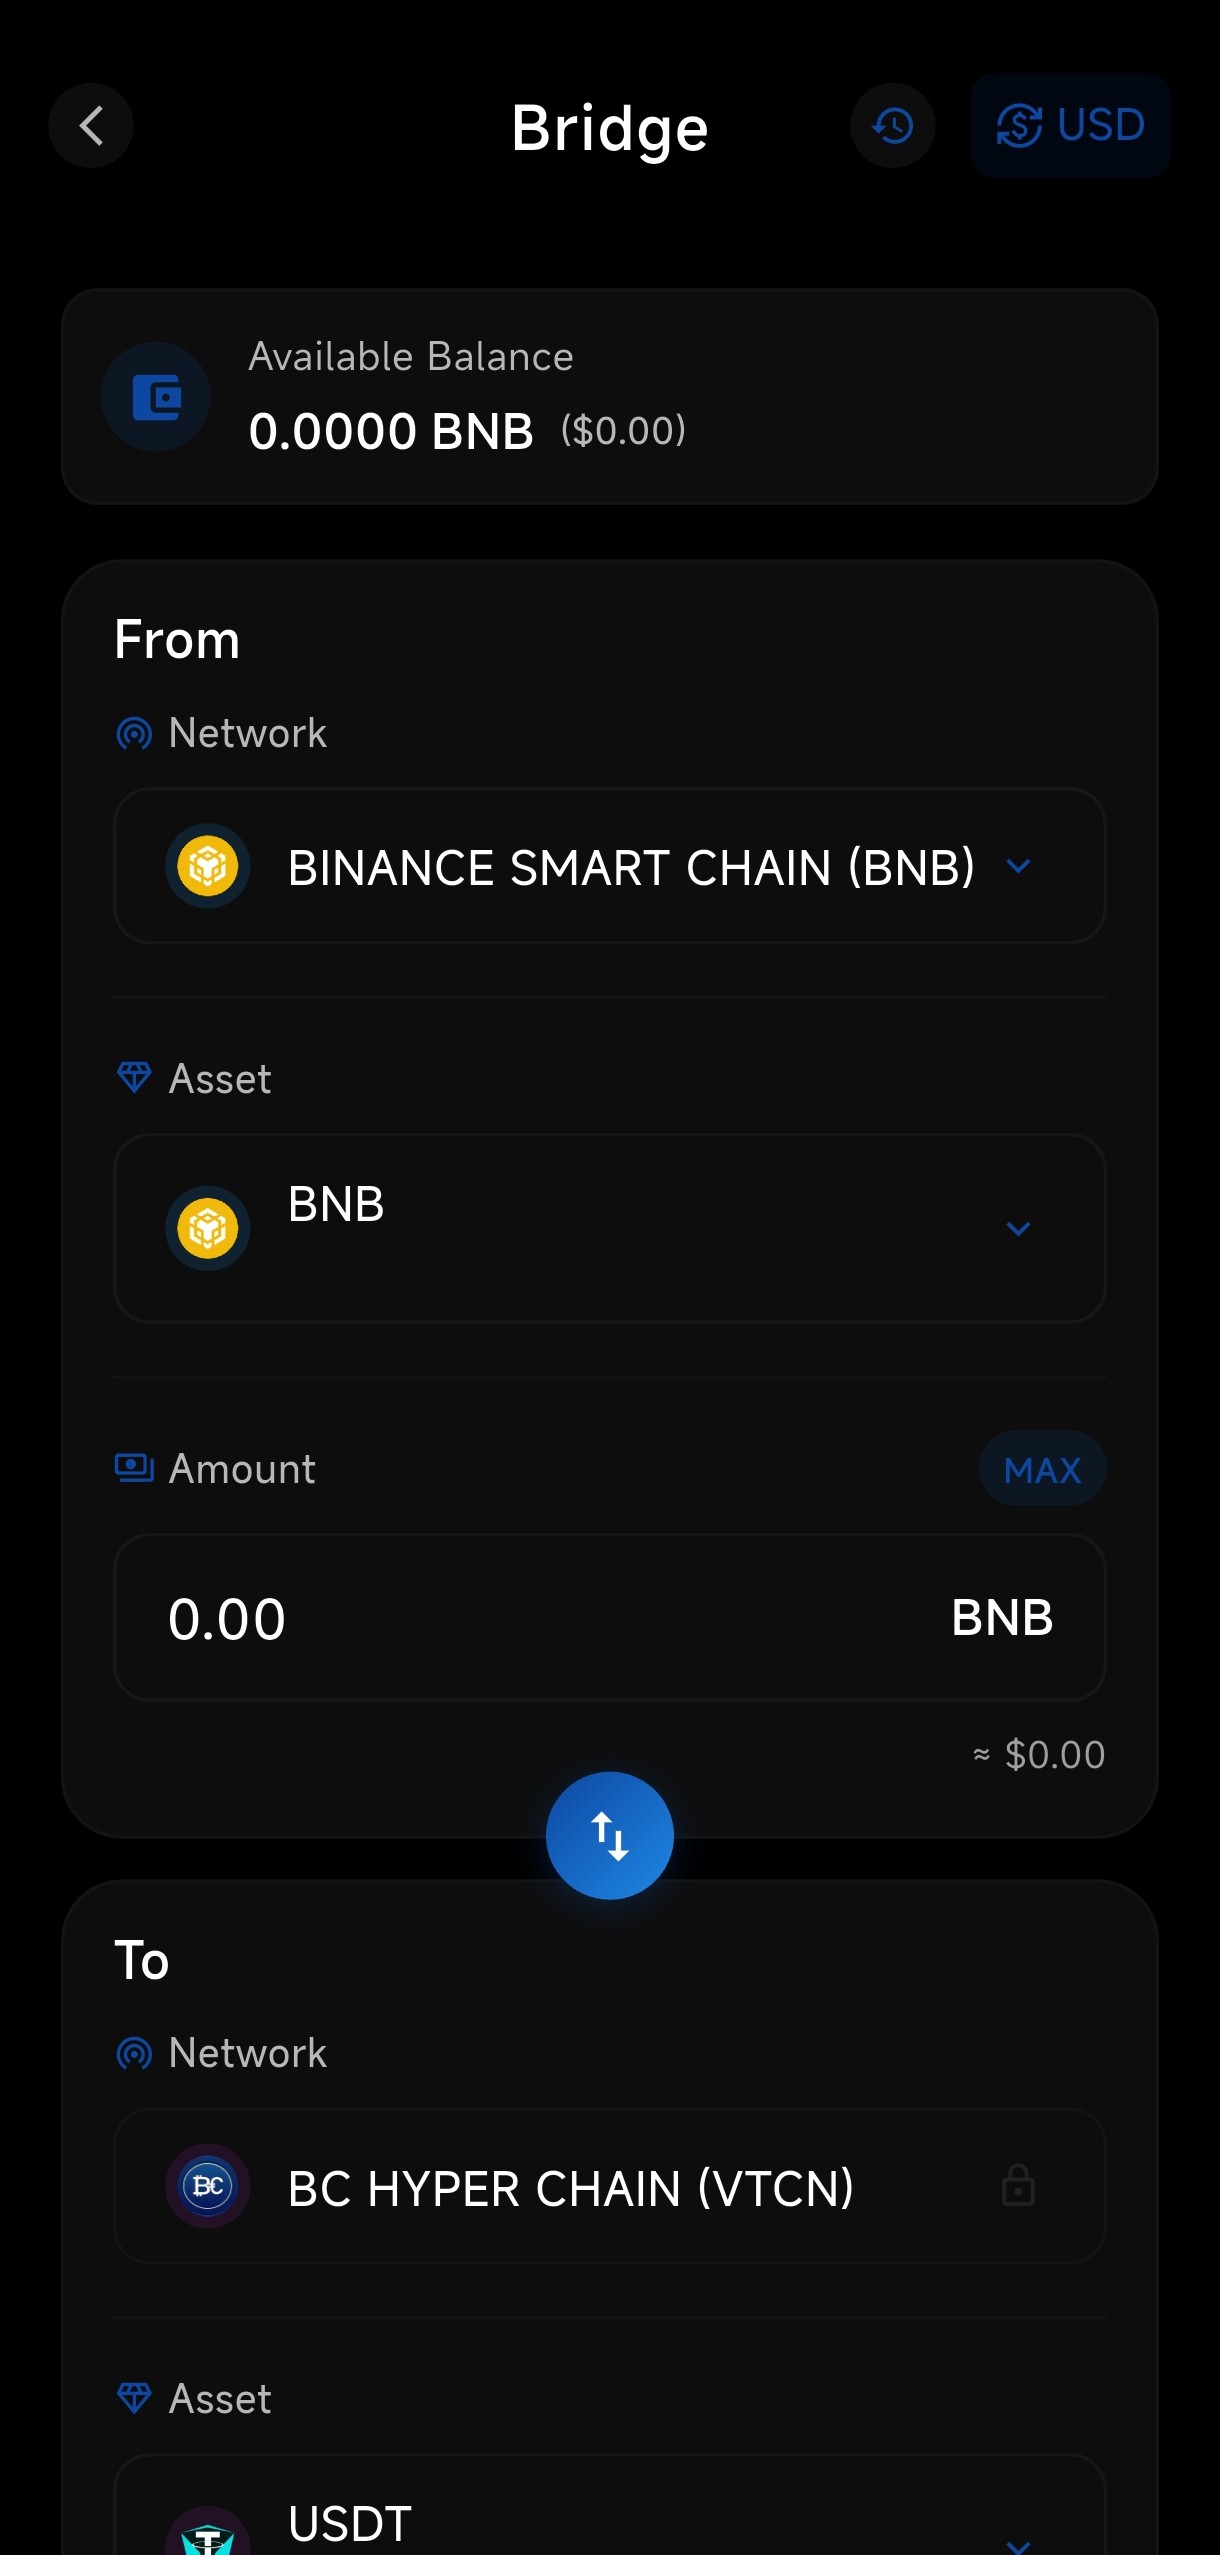 Bridge
USD
Available Balance
0.0000 BNB ($0.00)
From
Network
BINANCE SMART CHAIN (BNB)
Asset
BNB
Amount
MAX
0.00
BNB
≈ $0.00
To
Network
BC HYPER CHAIN (VTCN)
Asset
USDT